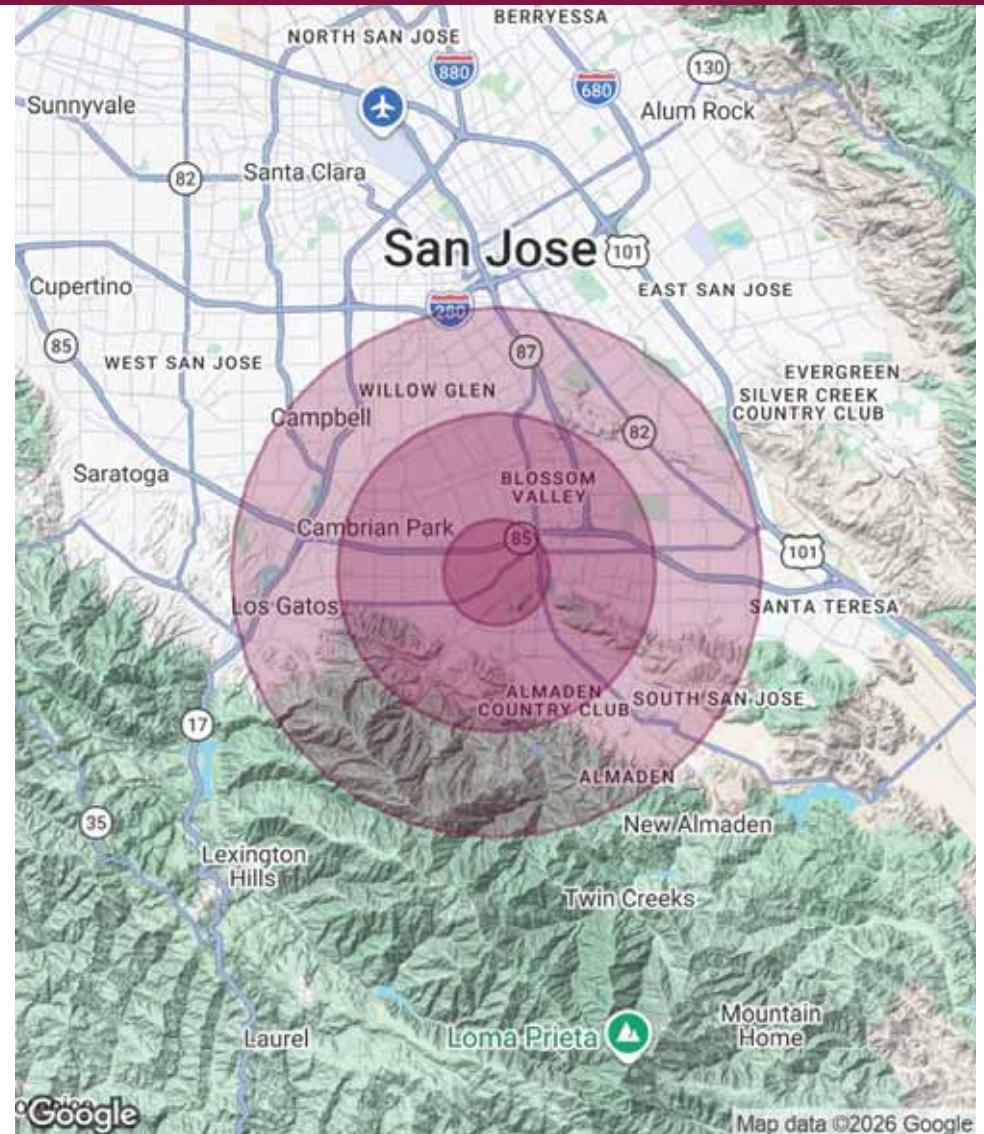 BERRYESSA
NORTH SAN JOSE
880
130
680
Sunnyvale
Alum Rock
82
Santa Clara
San Jose
101
Cupertino
EAST SAN JOSE
280
85
87
WEST SAN JOSE
EVERGREEN
SILVER CREEK
COUNTRY CLUB
WILLOW GLEN
Campbell
82
Saratoga
BLOSSOM
VALLEY
Cambrian Park
85
101
Los Gatos
SANTA TERESA
ALMADEN
COUNTRY CLUB
SOUTH SAN JOSE
17
ALMADEN
35
New Almaden
Lexington
Hills
Twin Creeks
Mountain
Home
Laurel
Loma Prieta
Google
Map data ©2026 Google